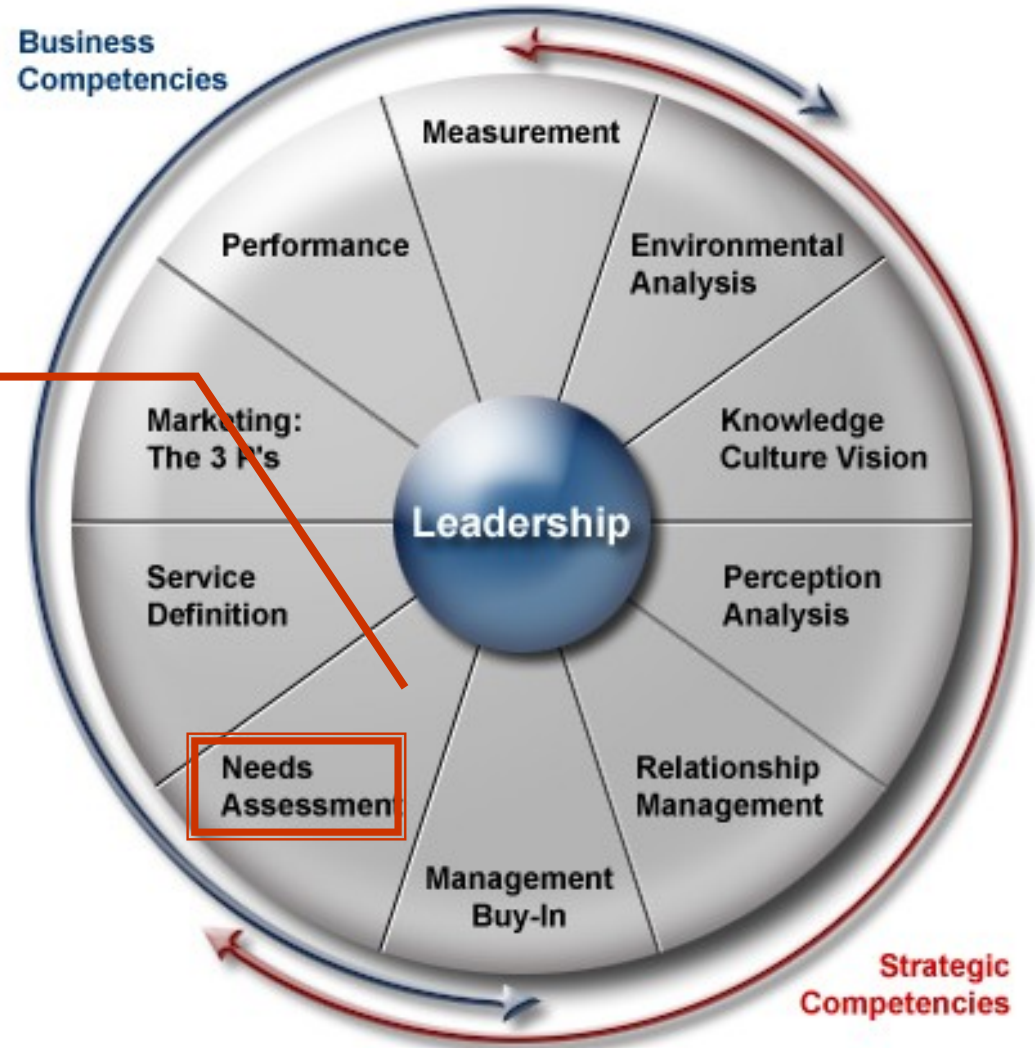 Business
Competencies
Measurement
Performance
Environmental
Analysis
Marketing:
The 3 P's
Knowledge
Culture Vision
Leadership
Service
Definition
Perception
Analysis
Needs
Assessment
Relationship
Management
Management
Buy-In
Strategic
Competencies